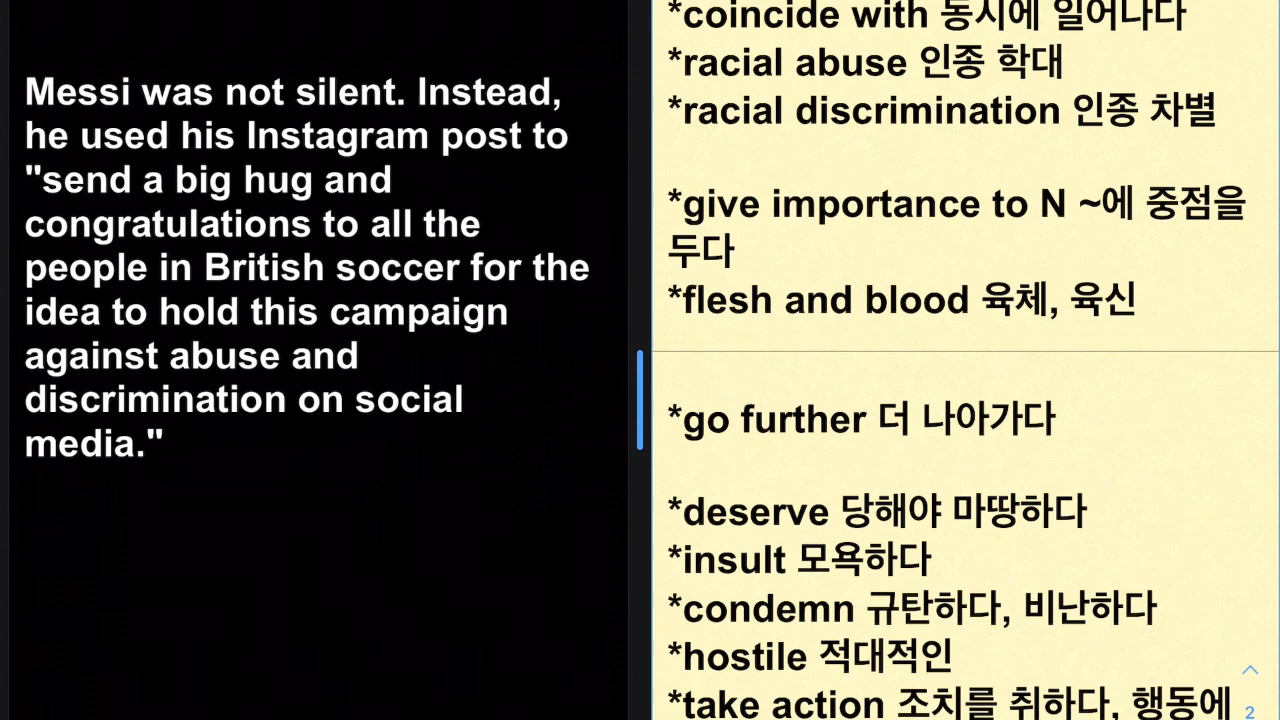 Messi was not silent. Instead,
he used his Instagram post to
"send a big hug and
congratulations to all the
people in British soccer for the
idea to hold this campaign
against abuse and
discrimination on social
media."
*coincide with 동시에 일어나다
*racial abuse 인종 학대
*racial discrimination 인종 차별
*give importance to N ~에 중점을
두다
*flesh and blood 육체, 육신
*go further 더 나아가다
*deserve 당해야 마땅하다
*insult 모욕하다
*condemn 규탄하다, 비난하다
*hostile 적대적인
*take action 조치를 취하다, 행동에
2